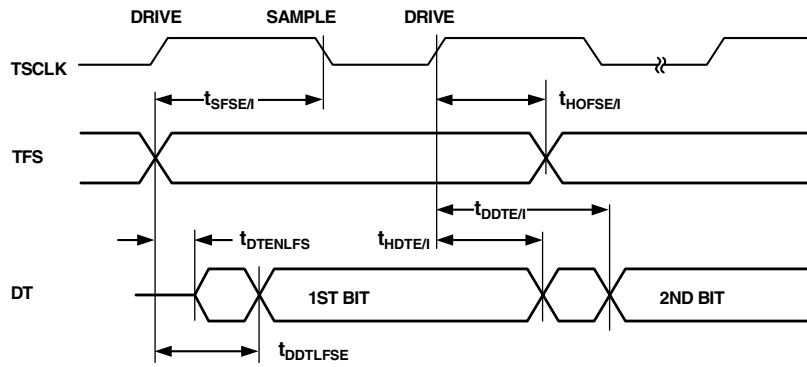 DRIVE SAMPLE DRIVE
TSCLK
tSFSE/I tHOFSE/I
TFS
tDDTE/I
tDTENLFS tHDTE/I
DT 1ST BIT 2ND BIT
tDDTLFSE